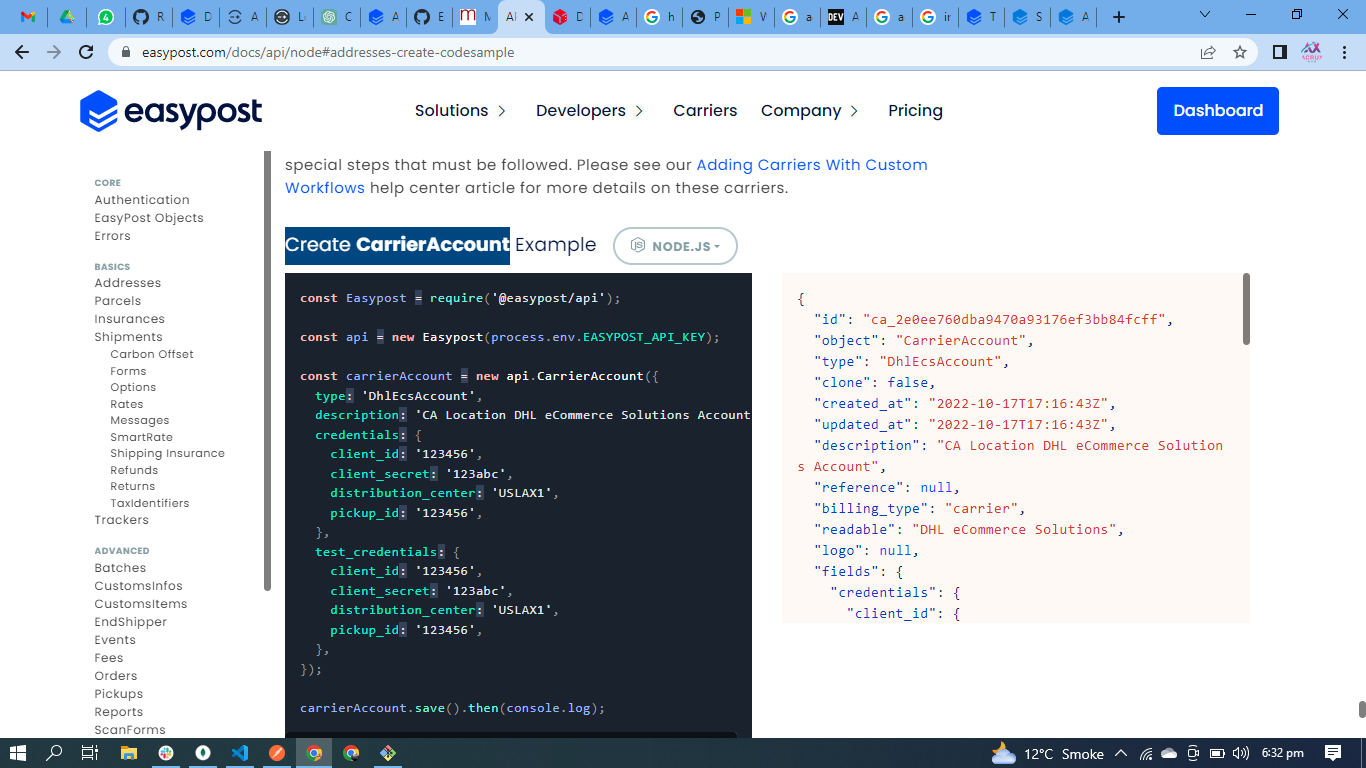 R
D
A
L
C
A
E
M
Al
D
A
h
P
W
a
DEV A
a
in
T
S
A
easypost.com/docs/api/node#addresses-create-codesample
easypost
Solutions
Developers
Carriers
Company
Pricing
Dashboard
CORE
Authentication
EasyPost Objects
Errors
BASICS
Addresses
Parcels
Insurances
Shipments
Carbon Offset
Forms
Options
Rates
Messages
SmartRate
Shipping Insurance
Refunds
Returns
TaxIdentifiers
Trackers
ADVANCED
Batches
CustomsInfos
CustomsItems
EndShipper
Events
Fees
Orders
Pickups
Reports
ScanForms
special steps that must be followed. Please see our Adding Carriers With Custom
Workflows help center article for more details on these carriers.
Create CarrierAccount Example
NODE.JS
const Easypost = require('@easypost/api');
const api = new Easypost(process.env.EASYPOST_API_KEY);
const carrierAccount = new api.CarrierAccount({
type: 'DhlEcsAccount',
description: 'CA Location DHL eCommerce Solutions Account
credentials: {
client_id: '123456',
client_secret: '123abc',
distribution_center: 'USLAX1',
pickup_id: '123456',
},
test_credentials: {
client_id: '123456',
client_secret: '123abc',
distribution_center: 'USLAX1',
pickup_id: '123456',
},
});
carrierAccount.save().then(console.log);
{
"id": "ca_2e0ee760dba9470a93176ef3bb84fcff",
"object": "CarrierAccount",
"type": "DhlEcsAccount",
"clone": false,
"created_at": "2022-10-17T17:16:43Z",
"updated_at": "2022-10-17T17:16:43Z",
"description": "CA Location DHL eCommerce Solution
s Account",
"reference": null,
"billing_type": "carrier",
"readable": "DHL eCommerce Solutions",
"logo": null,
"fields": {
"credentials": {
"client_id": {
12°C Smoke
6:32 pm